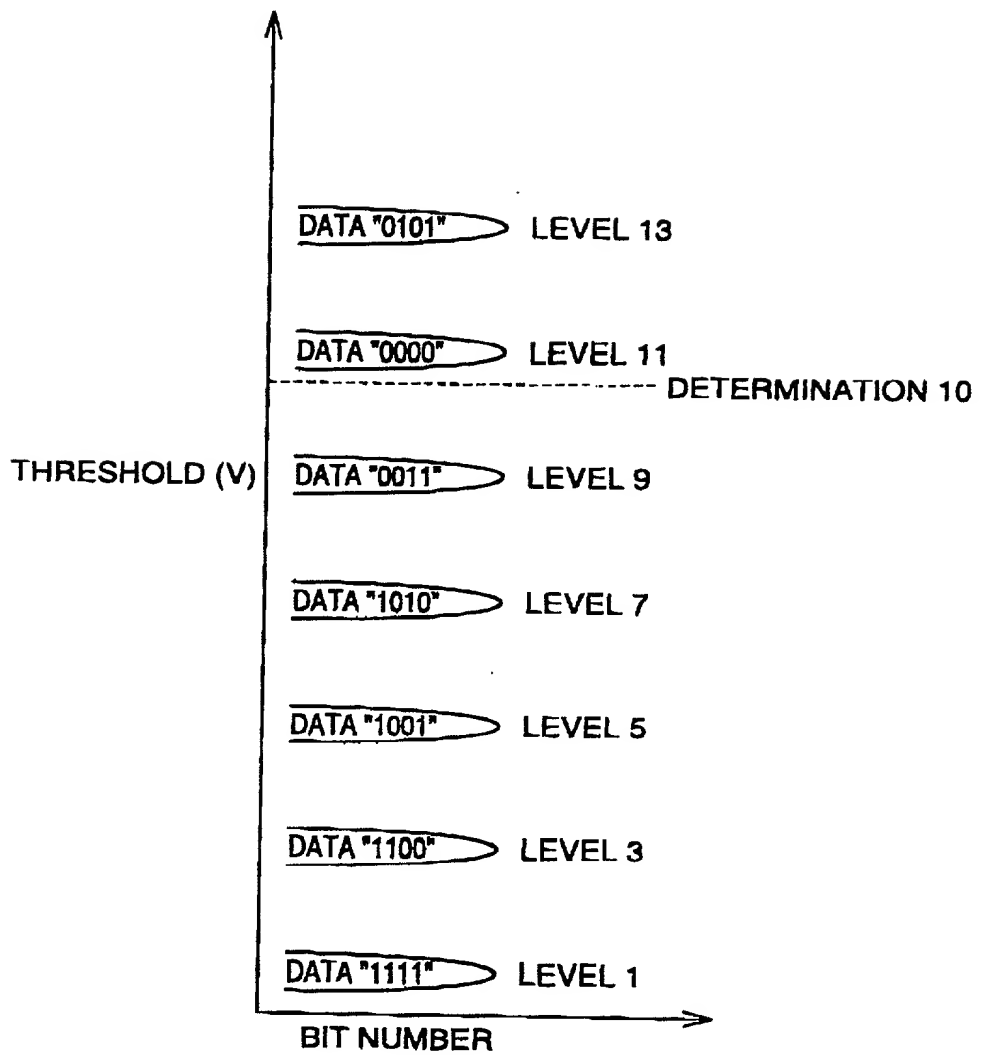 DATA "0101" LEVEL 13
DATA "0000" LEVEL 11
DETERMINATION 10
THRESHOLD (V) DATA "0011" LEVEL 9
DATA "1010" LEVEL 7
DATA "1001" LEVEL 5
DATA "1100" LEVEL 3
DATA "1111" LEVEL 1
BIT NUMBER